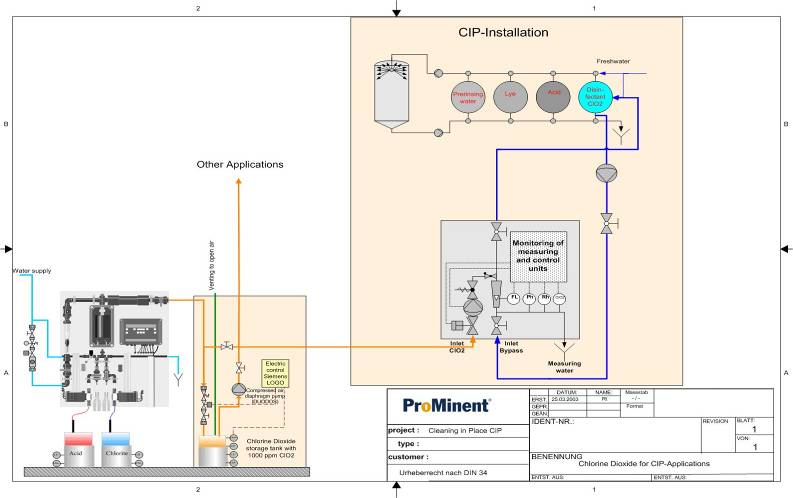 2
1
CIP-Installation
Freshwater
Prerinsing
water
Lye
Acid
Disin-
fectant
ClO2
B
B
Other Applications
Monitoring of
measuring
and control
units
Venting to open air
Water supply
FL
PH
Rh
Inlet
ClO2
Inlet
Bypass
Measuring
water
A
A
Electric
control
Siemens
LOGO
Compressed air
diaphragm pump
(DUODOS)
Acid
Chlorite
Chlorine Dioxide
storage tank with
1000 ppm ClO2
ProMinent®
project : Cleaning in Place CIP
type :
customer :
Urheberrecht nach DIN 34
DATUM: NAME: Massstab
ERST. 25.03.2003 Rt - / -
GEPR. Format
GEÄN.
IDENT-NR.: REVISION BLATT:
1
VON:
1
BENENNUNG
Chlorine Dioxide for CIP-Applications
ENTST. AUS: ENTST. AUS:
2
1